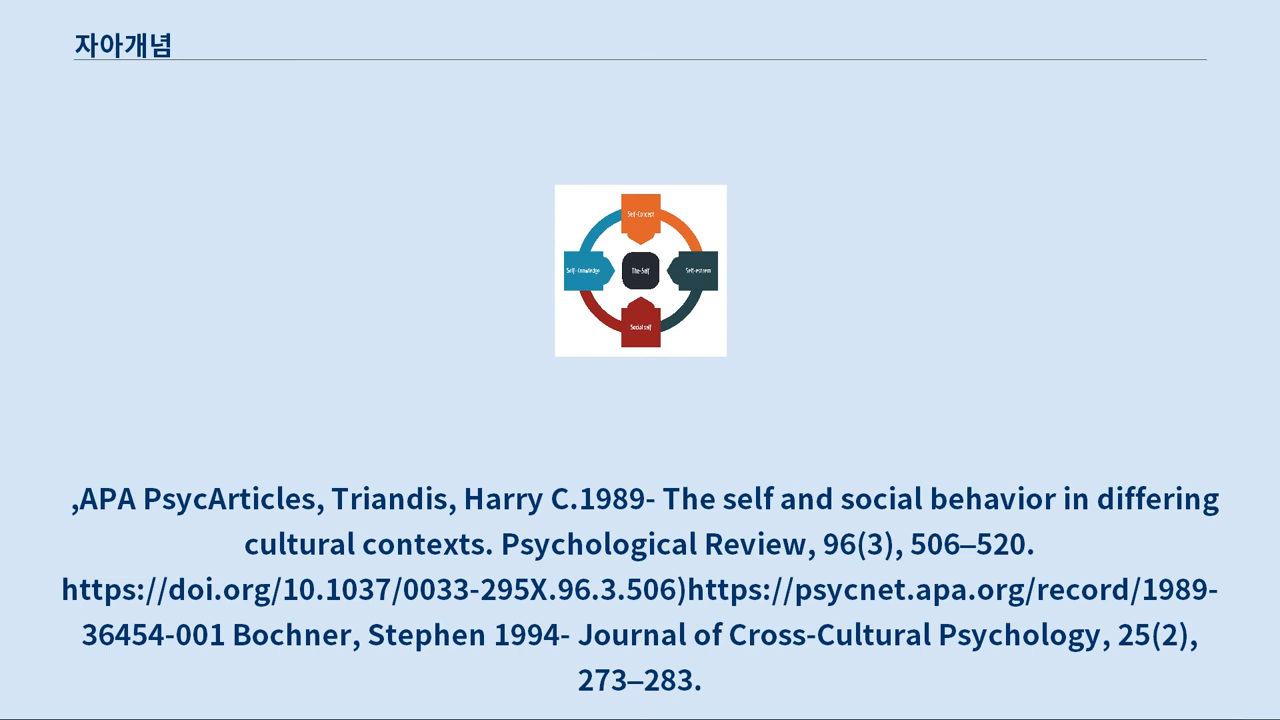 자아개념
Self-Concept
Self-knowledge
The-Self
Self-esteem
Social self
,APA PsycArticles, Triandis, Harry C.1989- The self and social behavior in differing
cultural contexts. Psychological Review, 96(3), 506–520.
https://doi.org/10.1037/0033-295X.96.3.506)https://psycnet.apa.org/record/1989-
36454-001 Bochner, Stephen 1994- Journal of Cross-Cultural Psychology, 25(2),
273–283.